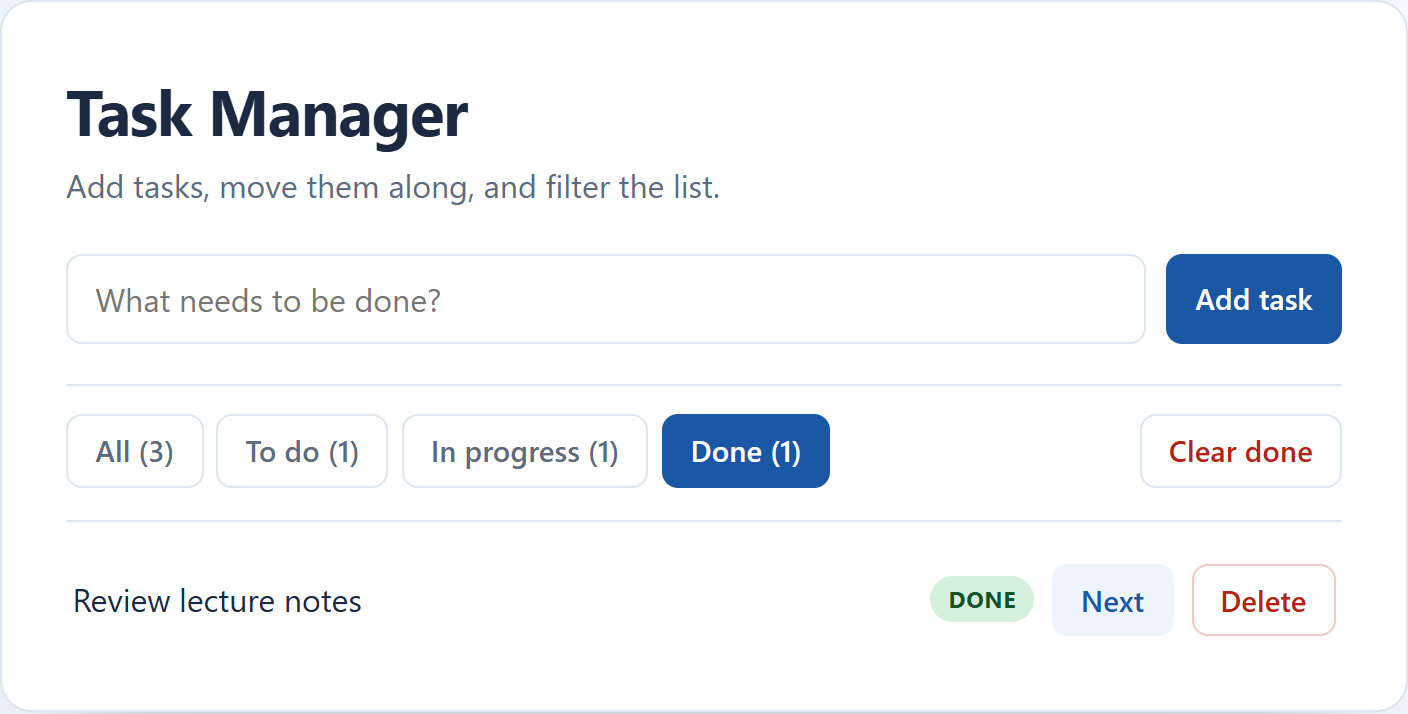 Task Manager
Add tasks, move them along, and filter the list.
What needs to be done? Add task
All (3) To do (1) In progress (1) Done (1) Clear done
Review lecture notes DONE Next Delete